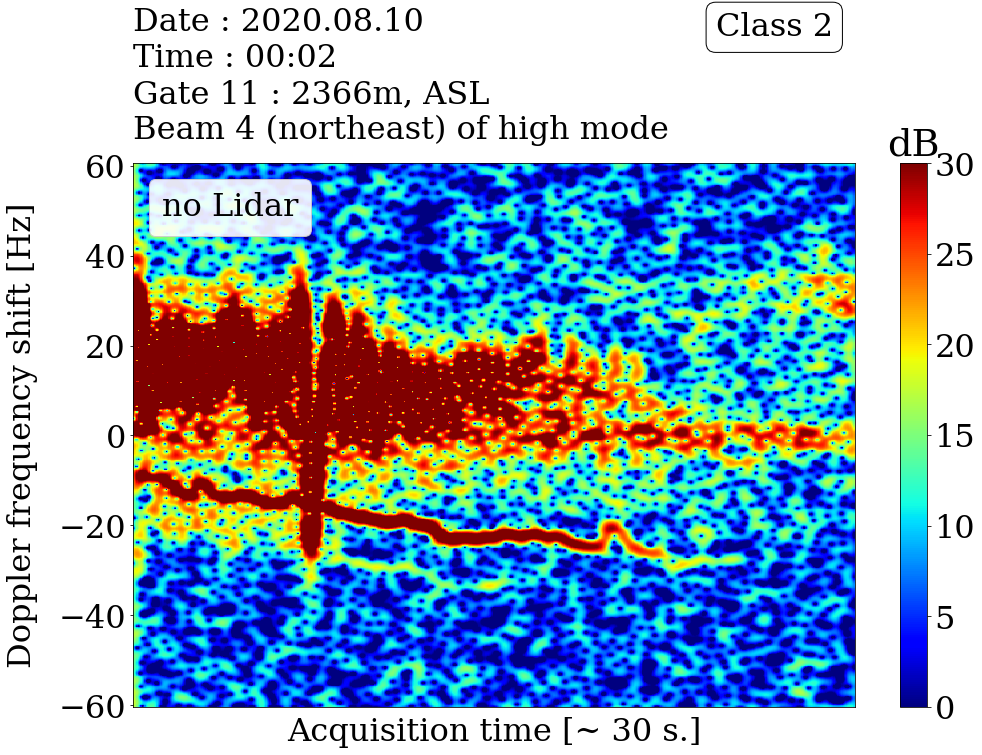 Date : 2020.08.10
Time : 00:02
Gate 11 : 2366m, ASL
Beam 4 (northeast) of high mode
Class 2
dB
no Lidar
Doppler frequency shift [Hz]
60
40
20
0
−20
−40
−60
30
25
20
15
10
5
0
Acquisition time [~ 30 s.]